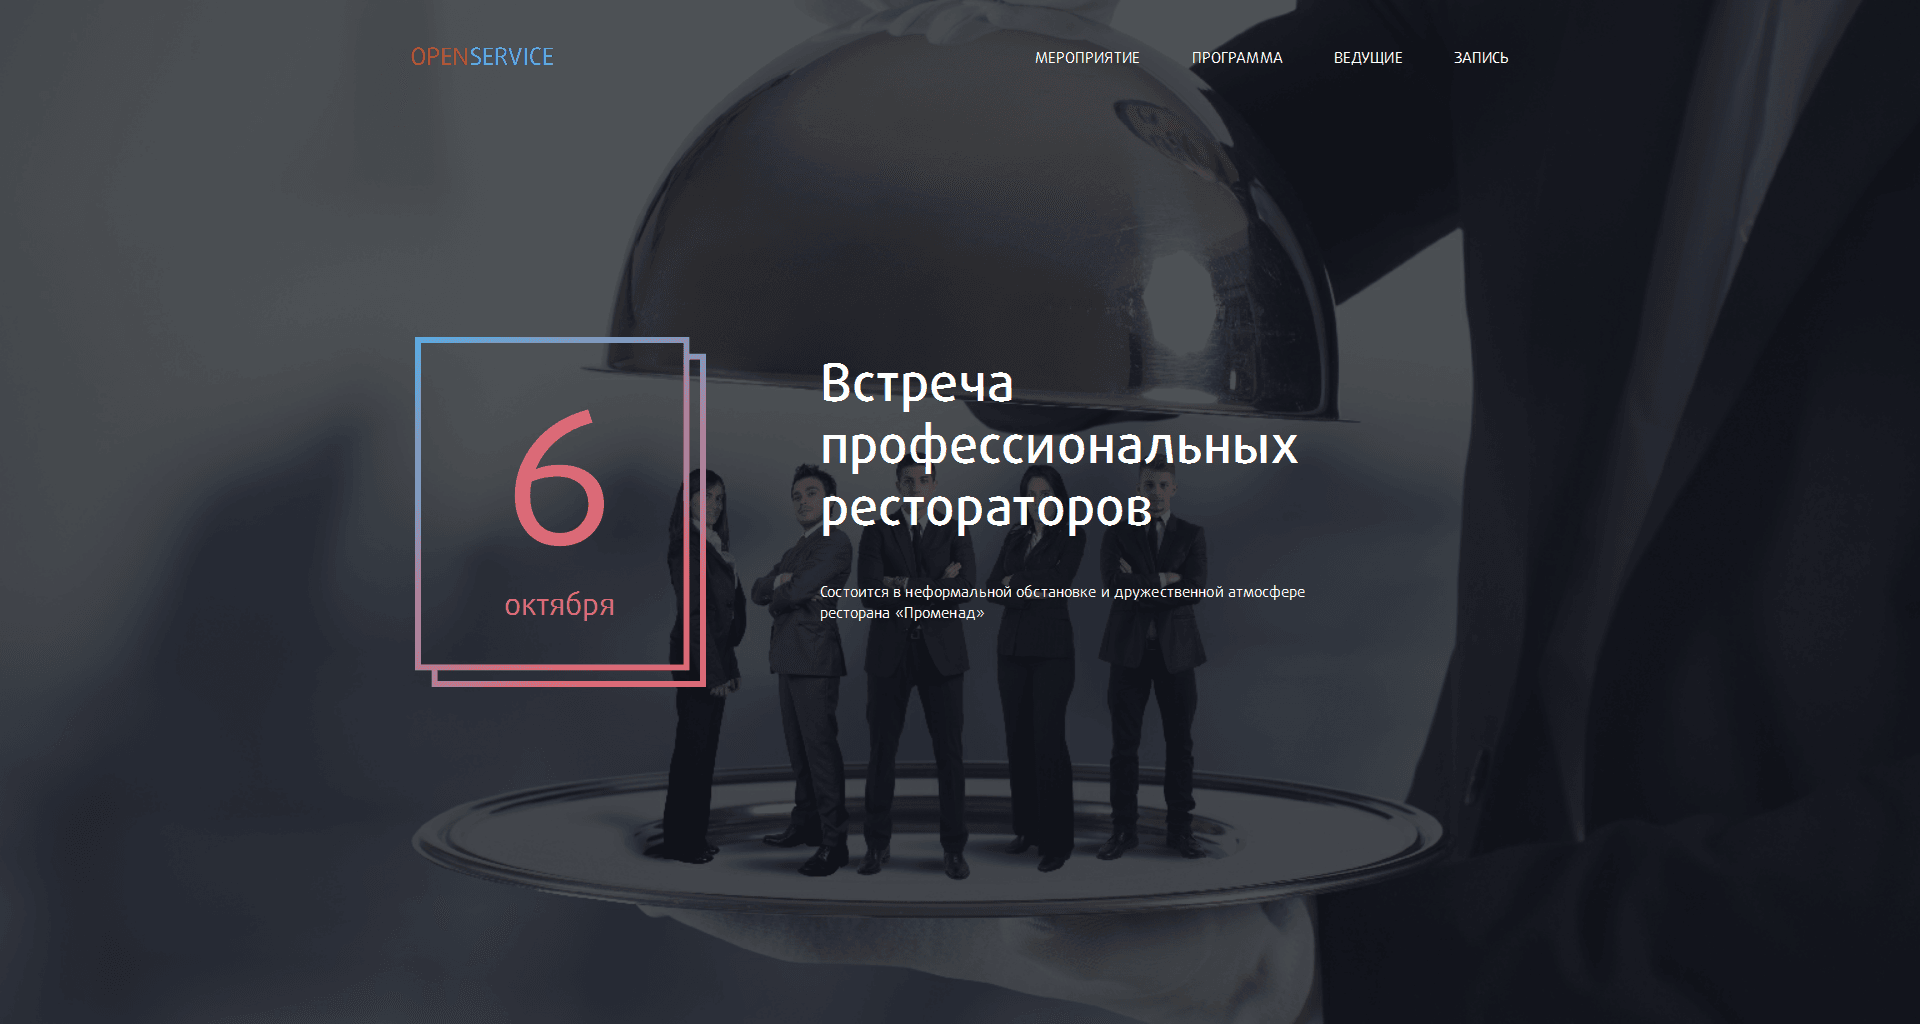 OPENSERVICE
МЕРОПРИЯТИЕ
ПРОГРАММА
ВЕДУЩИЕ
ЗАПИСЬ
6
октября
Встреча
профессиональных
рестораторов
Состоится в неформальной обстановке и дружественной атмосфере
ресторана «Променад»